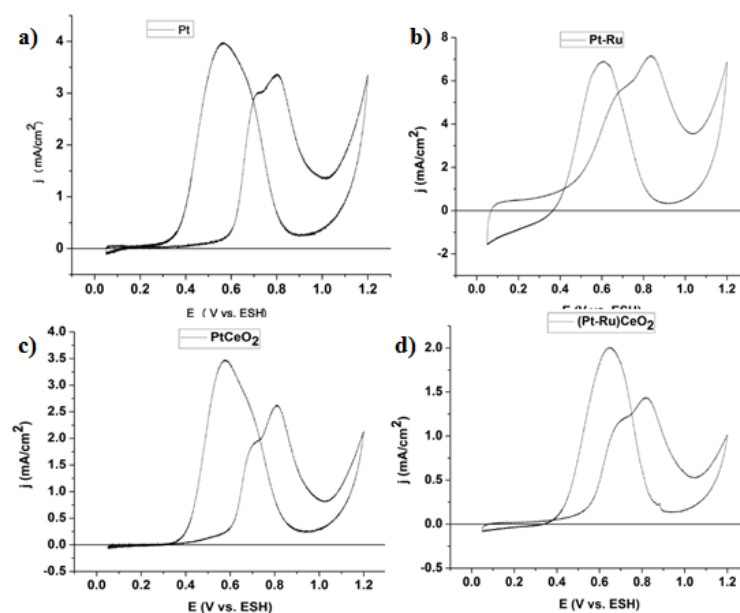 a)
Pt
j ( mA/cm2)
4
3
2
1
0
0.0 0.2 0.4 0.6 0.8 1.0 1.2
E ( V vs. ESH)
b)
Pt-Ru
j (mA/cm2)
8
6
4
2
0
-2
0.0 0.2 0.4 0.6 0.8 1.0 1.2
E (V vs. ESH)
c)
PtCeO2
j (mA/cm2)
4.0
3.5
3.0
2.5
2.0
1.5
1.0
0.5
0.0
-0.5
0.0 0.2 0.4 0.6 0.8 1.0 1.2
E (V vs. ESH)
d)
(Pt-Ru)CeO2
j (mA/cm2)
2.0
1.5
1.0
0.5
0.0
-0.5
0.0 0.2 0.4 0.6 0.8 1.0 1.2
E (V vs. ESH)